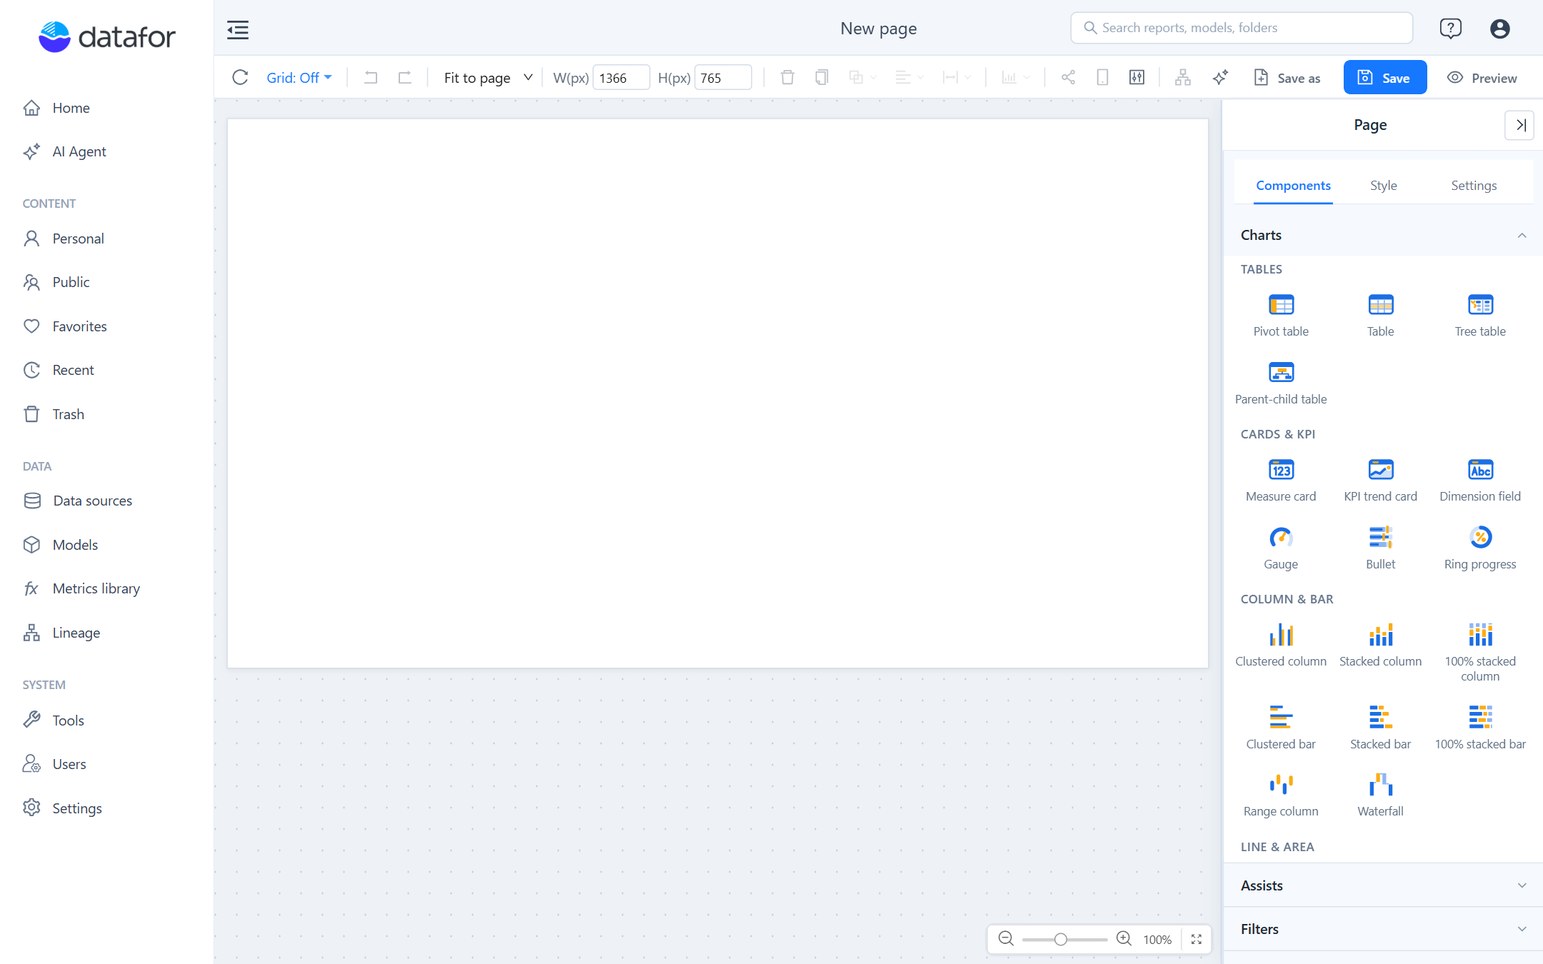 datafor
New page
Search reports, models, folders
Grid: Off
Fit to page
W(px) 1366
H(px) 765
Save as
Save
Preview
Home
AI Agent
CONTENT
Personal
Public
Favorites
Recent
Trash
DATA
Data sources
Models
fx Metrics library
Lineage
SYSTEM
Tools
Users
Settings
Page
Components Style Settings
Charts
TABLES
Pivot table Table Tree table
Parent-child table
CARDS & KPI
123 Abc
Measure card KPI trend card Dimension field
%
Gauge Bullet Ring progress
COLUMN & BAR
Clustered column Stacked column 100% stacked
column
Clustered bar Stacked bar 100% stacked bar
Range column Waterfall
LINE & AREA
Assists
Filters
100%